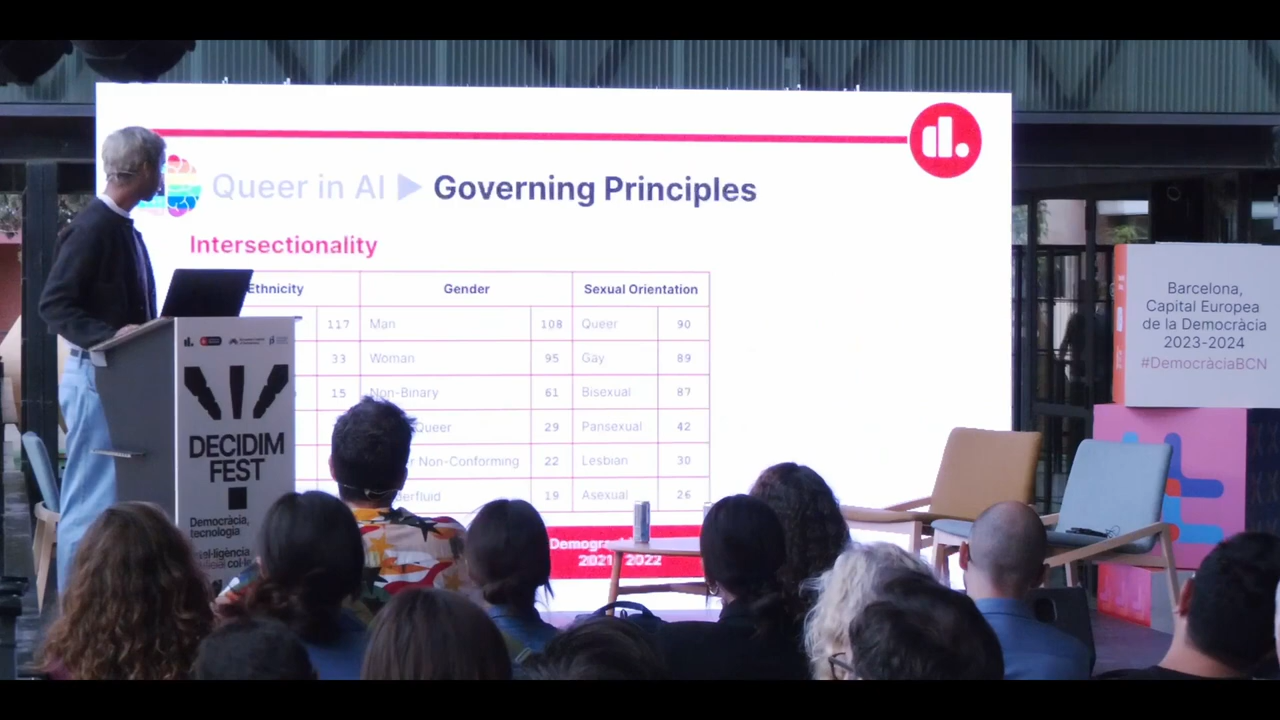 d.
Queer in AI ▶ Governing Principles
Intersectionality
Ethnicity Gender Sexual Orientation
117 Man 108 Queer 90
33 Woman 95 Gay 89
15 Non-Binary 61 Bisexual 87
Queer 29 Pansexual 42
Non-Conforming 22 Lesbian 30
19 Asexual 26
2021 2022
DECIDIM
FEST
Democràcia,
tecnologia
Barcelona,
Capital Europea
de la Democràcia
2023-2024
#DemocràciaBCN